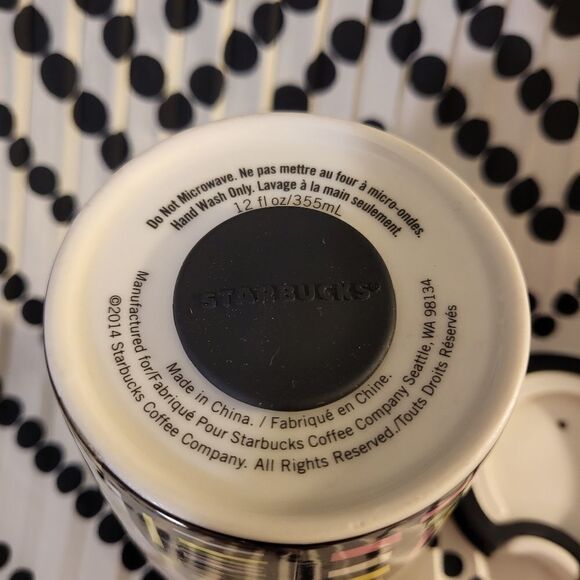 Do Not Microwave. Ne pas mettre au four à micro-ondes.
Hand Wash Only. Lavage à la main seulement.
12 fl oz/355mL
STARBUCKS®
Made in China. / Fabriqué en Chine.
Manufactured for/Fabriqué Pour Starbucks Coffee Company Seattle, WA 98134
©2014 Starbucks Coffee Company. All Rights Reserved./Touts Droits Réservés